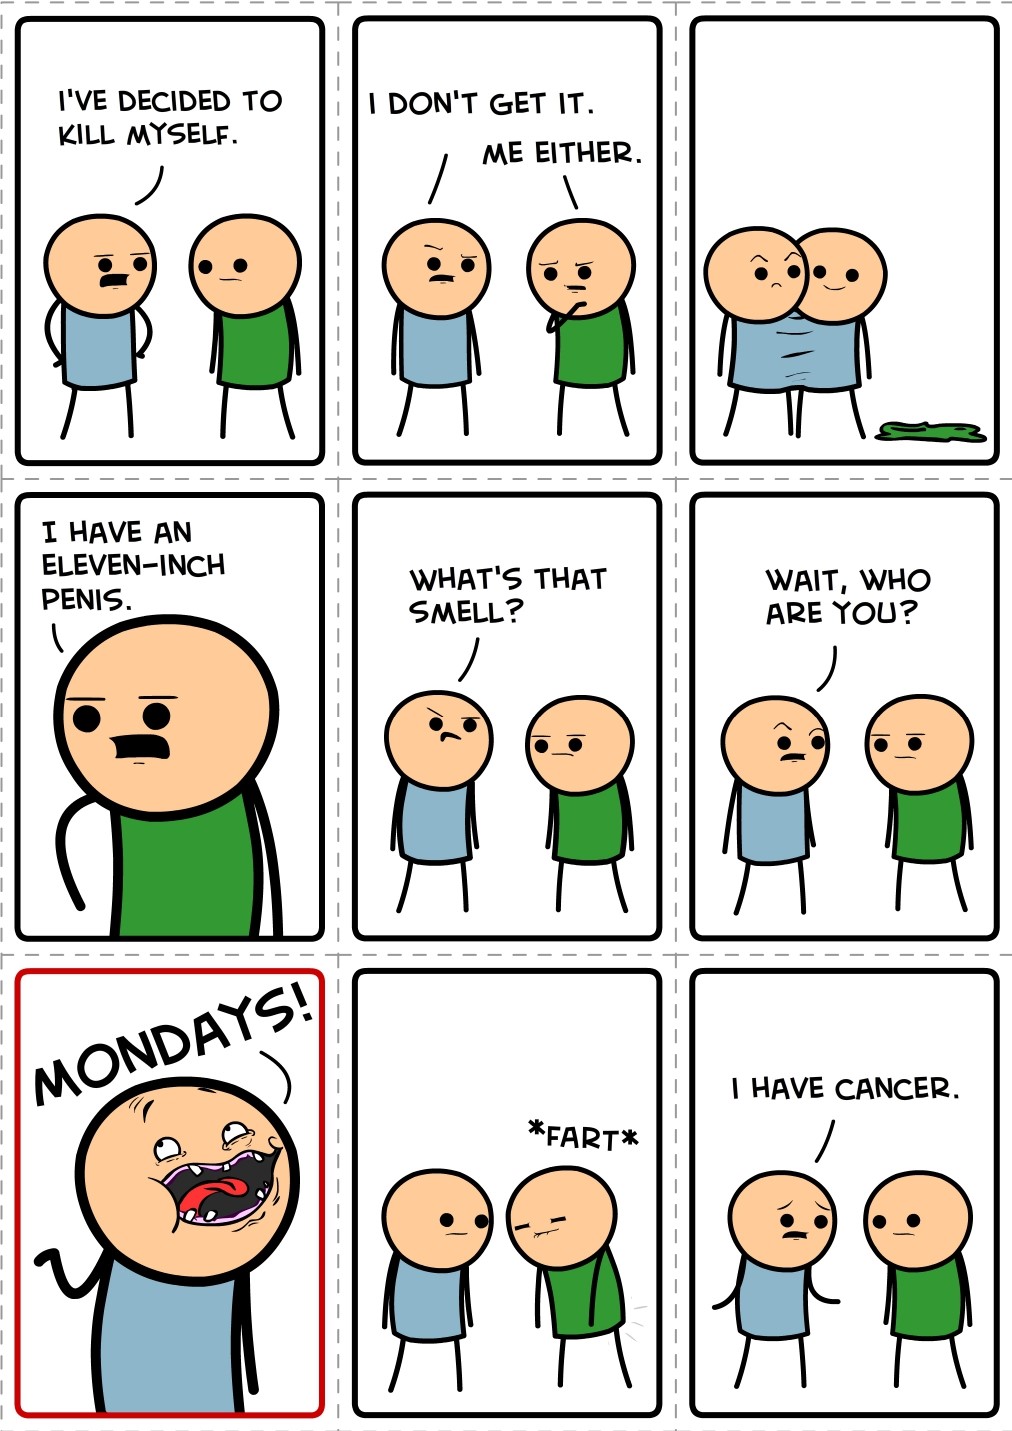 I'VE DECIDED TO
KILL MYSELF.
I DON'T GET IT.
ME EITHER.
I HAVE AN
ELEVEN-INCH
PENIS.
WHAT'S THAT
SMELL?
WAIT, WHO
ARE YOU?
MONDAYS!
*FART*
I HAVE CANCER.